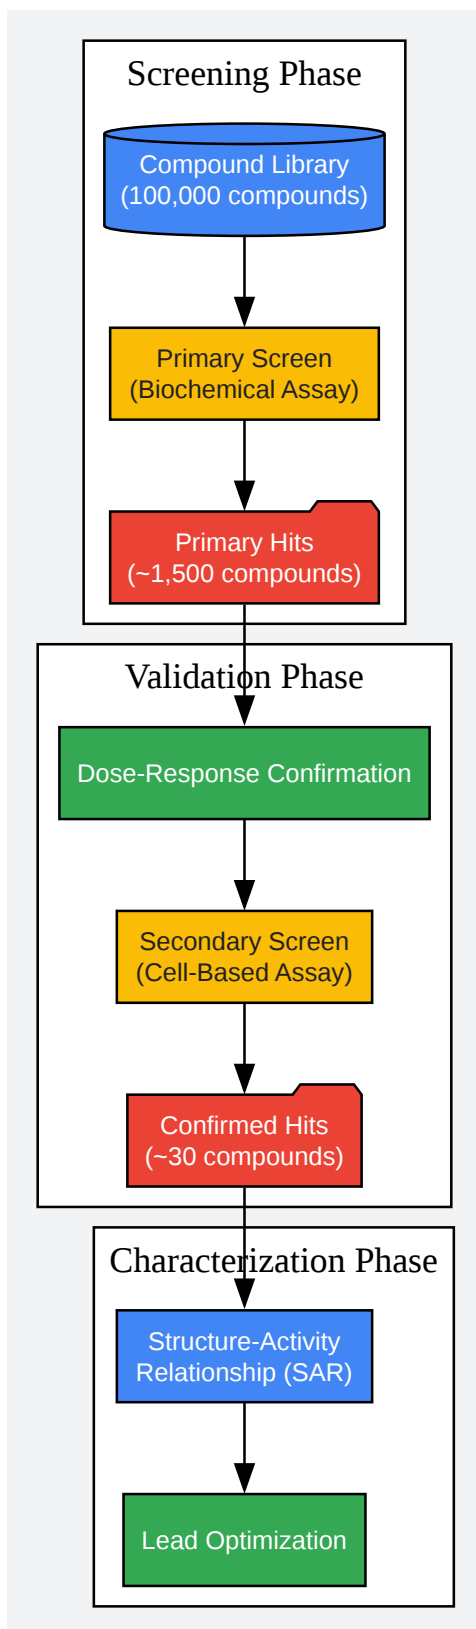 Screening Phase
Compound Library
(100,000 compounds)
Primary Screen
(Biochemical Assay)
Primary Hits
(~1,500 compounds)
Validation Phase
Dose-Response Confirmation
Secondary Screen
(Cell-Based Assay)
Confirmed Hits
(~30 compounds)
Characterization Phase
Structure-Activity
Relationship (SAR)
Lead Optimization